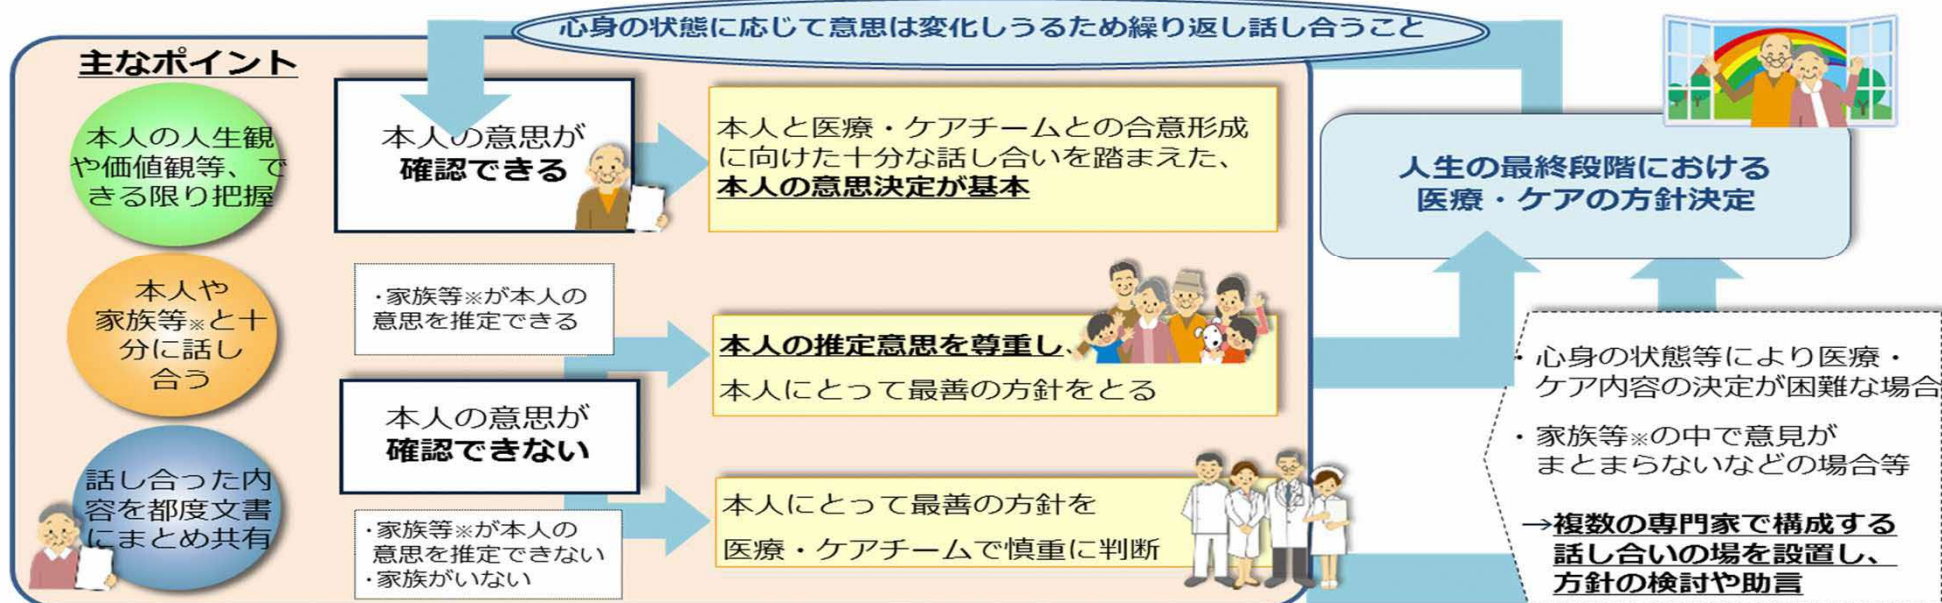 心身の状態に応じて意思は変化しうるため繰り返し話し合うこと
主なポイント
本人の人生観
や価値観等、で
きる限り把握
本人や
家族等※と十
分に話し
合う
話し合った内
容を都度文書
にまとめ共有
本人の意思が
確認できる
本人と医療・ケアチームとの合意形成
に向けた十分な話し合いを踏まえた、
本人の意思決定が基本
・家族等※が本人の
意思を推定できる
本人の推定意思を尊重し、
本人にとって最善の方針をとる
本人の意思が
確認できない
・家族等※が本人の
意思を推定できない
・家族がいない
本人にとって最善の方針を
医療・ケアチームで慎重に判断
人生の最終段階における
医療・ケアの方針決定
・心身の状態等により医療・
ケア内容の決定が困難な場合
・家族等※の中で意見が
まとまらないなどの場合等
→複数の専門家で構成する
話し合いの場を設置し、
方針の検討や助言